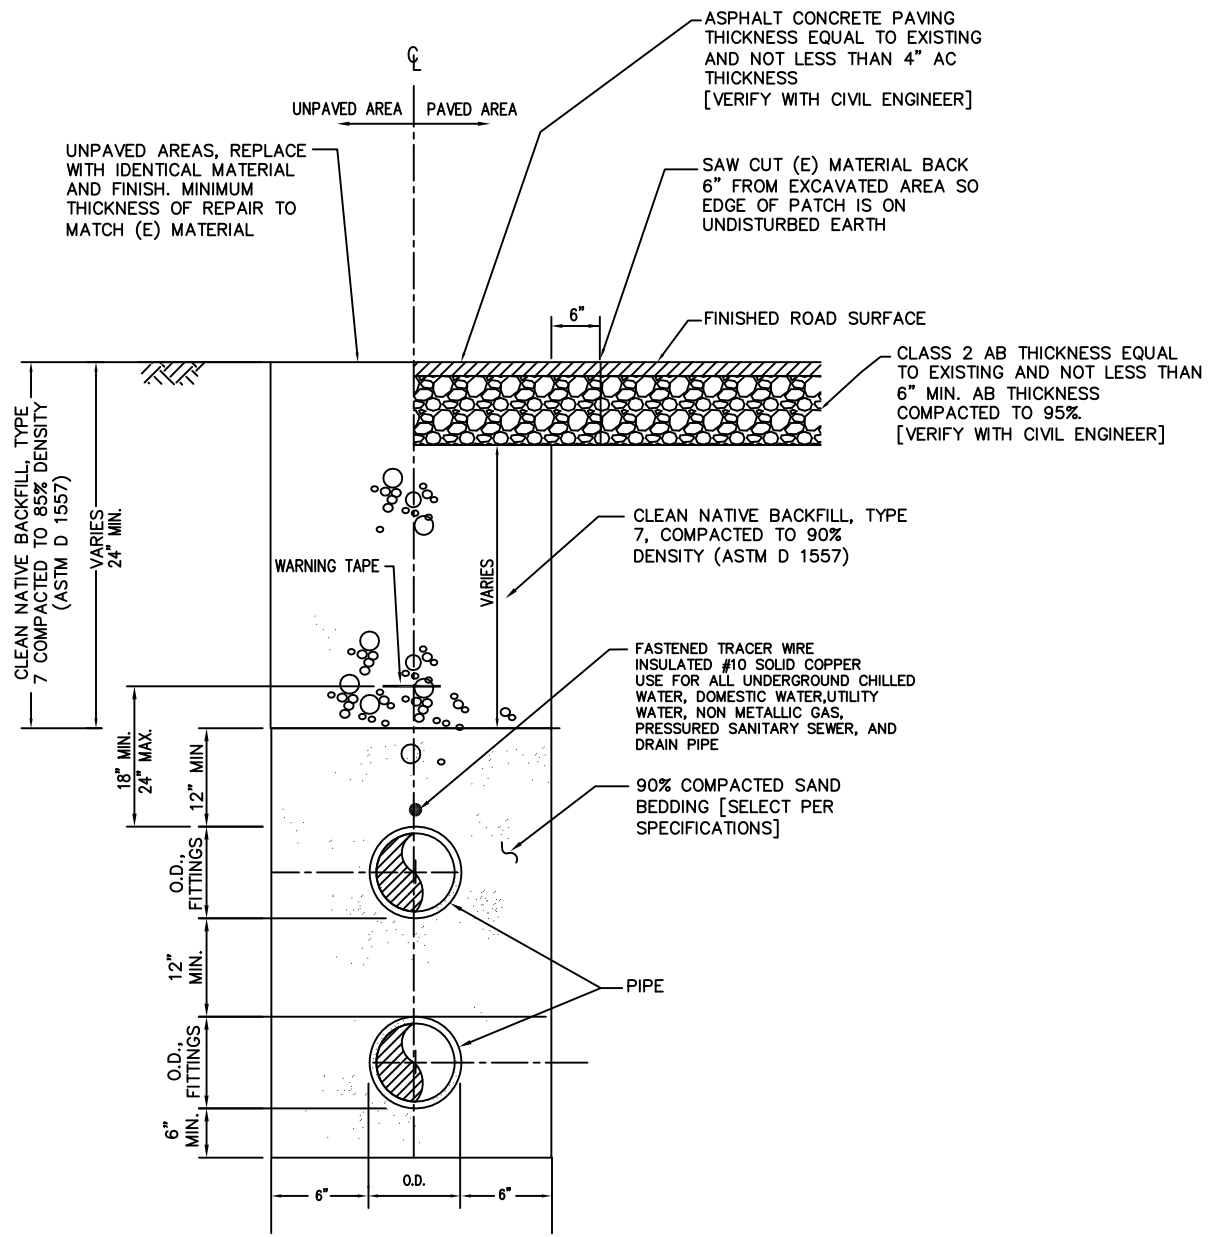 ASPHALT CONCRETE PAVING
THICKNESS EQUAL TO EXISTING
AND NOT LESS THAN 4" AC
THICKNESS
[VERIFY WITH CIVIL ENGINEER]
℄
UNPAVED AREA
PAVED AREA
UNPAVED AREAS, REPLACE
WITH IDENTICAL MATERIAL
AND FINISH. MINIMUM
THICKNESS OF REPAIR TO
MATCH (E) MATERIAL
SAW CUT (E) MATERIAL BACK
6" FROM EXCAVATED AREA SO
EDGE OF PATCH IS ON
UNDISTURBED EARTH
6"
FINISHED ROAD SURFACE
CLASS 2 AB THICKNESS EQUAL
TO EXISTING AND NOT LESS THAN
6" MIN. AB THICKNESS
COMPACTED TO 95%.
[VERIFY WITH CIVIL ENGINEER]
CLEAN NATIVE BACKFILL, TYPE
7 COMPACTED TO 85% DENSITY
(ASTM D 1557)
VARIES
24" MIN.
CLEAN NATIVE BACKFILL, TYPE
7, COMPACTED TO 90%
DENSITY (ASTM D 1557)
WARNING TAPE
VARIES
FASTENED TRACER WIRE
INSULATED #10 SOLID COPPER
USE FOR ALL UNDERGROUND CHILLED
WATER, DOMESTIC WATER,UTILITY
WATER, NON METALLIC GAS,
PRESSURED SANITARY SEWER, AND
DRAIN PIPE
18" MIN.
24" MAX.
12" MIN
90% COMPACTED SAND
BEDDING [SELECT PER
SPECIFICATIONS]
O.D.,
FITTINGS
12"
MIN.
PIPE
O.D.,
FITTINGS
6"
MIN.
6"
O.D.
6"